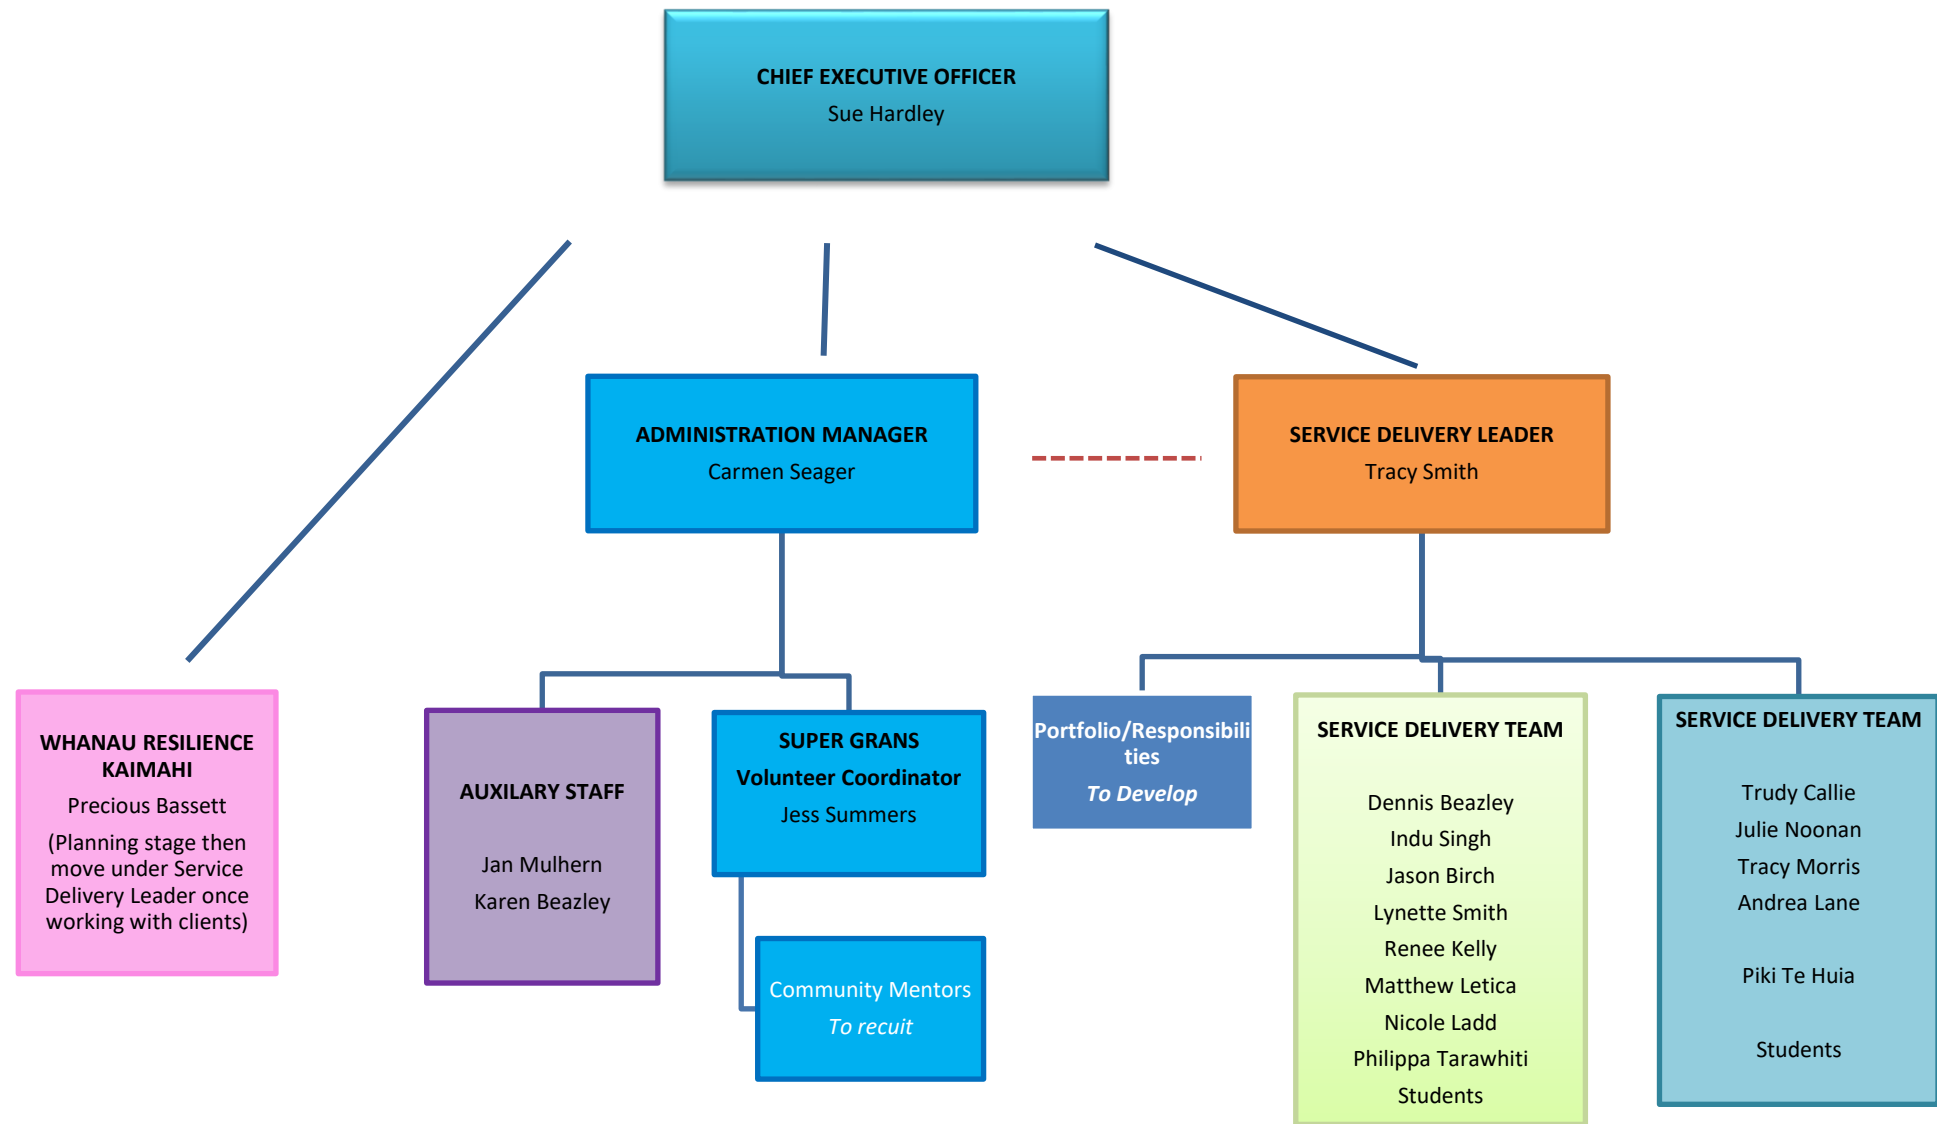 CHIEF EXECUTIVE OFFICER
Sue Hardley
ADMINISTRATION MANAGER
Carmen Seager
SERVICE DELIVERY LEADER
Tracy Smith
WHANAU RESILIENCE
KAIMAHI
Precious Bassett
(Planning stage then
move under Service
Delivery Leader once
working with clients)
AUXILARY STAFF
Jan Mulhern
Karen Beazley
SUPER GRANS
Volunteer Coordinator
Jess Summers
Community Mentors
To recuit
Portfolio/Responsibili
ties
To Develop
SERVICE DELIVERY TEAM
Dennis Beazley
Indu Singh
Jason Birch
Lynette Smith
Renee Kelly
Matthew Letica
Nicole Ladd
Philippa Tarawhiti
Students
SERVICE DELIVERY TEAM
Trudy Callie
Julie Noonan
Tracy Morris
Andrea Lane
Piki Te Huia
Students